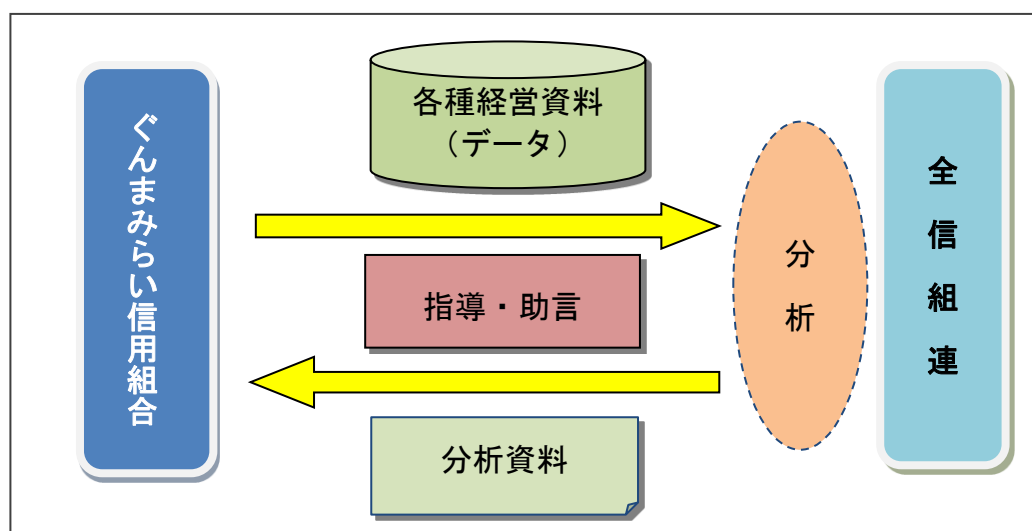 ぐんまみらい信用組合
各種経営資料
（データ）
指導・助言
分析資料
分析
全信組連